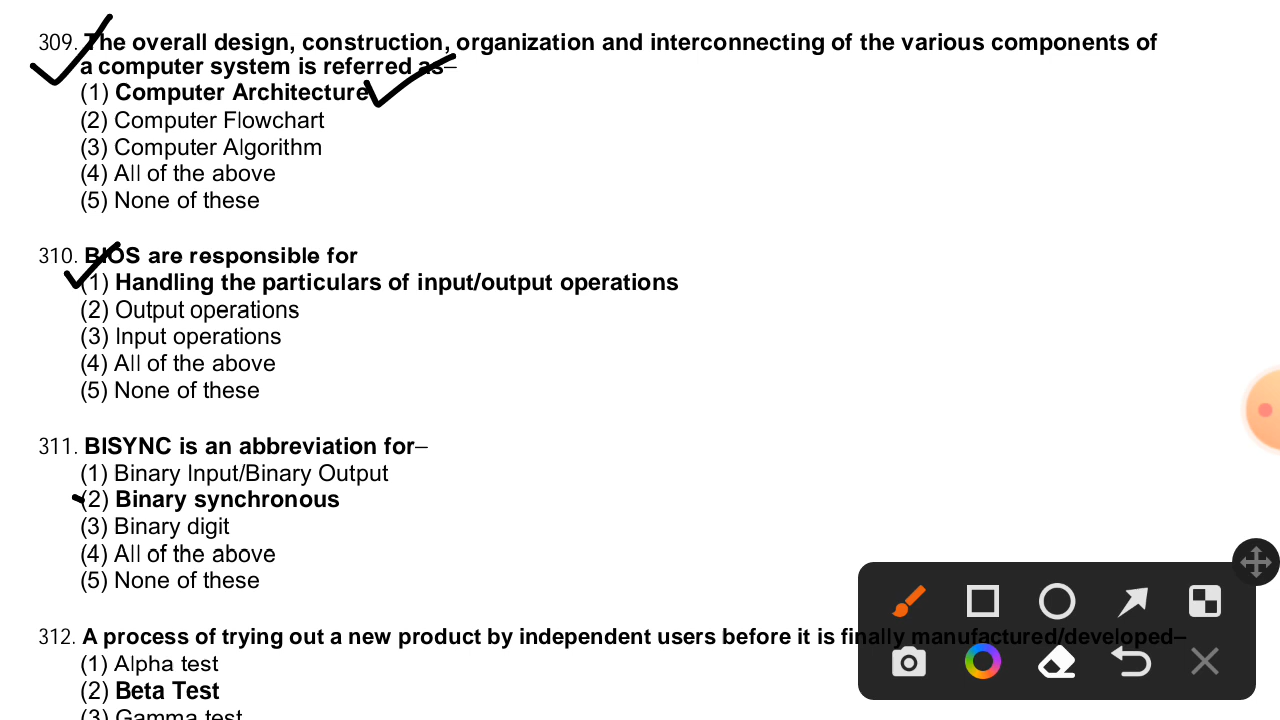 309. The overall design, construction, organization and interconnecting of the various components of
a computer system is referred as–
(1) Computer Architecture
(2) Computer Flowchart
(3) Computer Algorithm
(4) All of the above
(5) None of these
310. BIOS are responsible for
(1) Handling the particulars of input/output operations
(2) Output operations
(3) Input operations
(4) All of the above
(5) None of these
311. BISYNC is an abbreviation for–
(1) Binary Input/Binary Output
(2) Binary synchronous
(3) Binary digit
(4) All of the above
(5) None of these
312. A process of trying out a new product by independent users before it is finally manufactured/developed–
(1) Alpha test
(2) Beta Test
(3) Gamma test